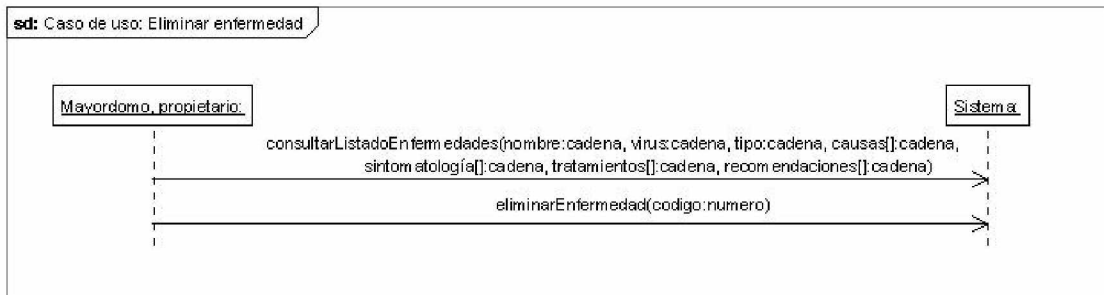 sd: Caso de uso: Eliminar enfermedad
Mayordomo, propietario:
Sistema:
consultarListadoEnfermedades(nombre:cadena, virus:cadena, tipo:cadena, causas[]:cadena,
sintomatología[]:cadena, tratamientos[]:cadena, recomendaciones[]:cadena)
eliminarEnfermedad(codigo:numero)